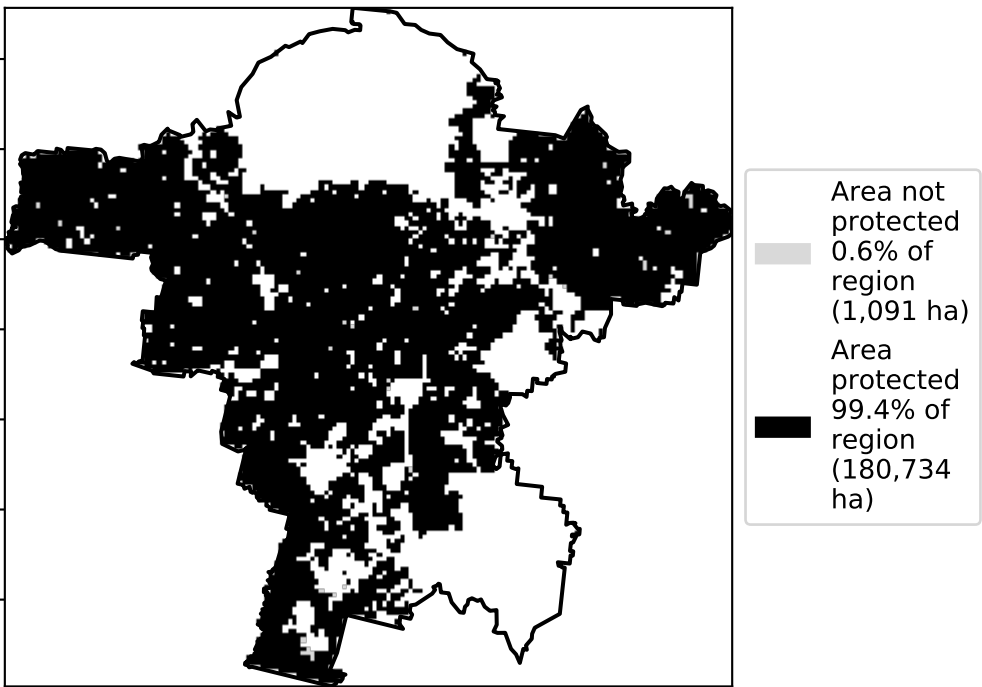 Area not
protected
0.6% of
region
(1,091 ha)
Area
protected
99.4% of
region
(180,734
ha)